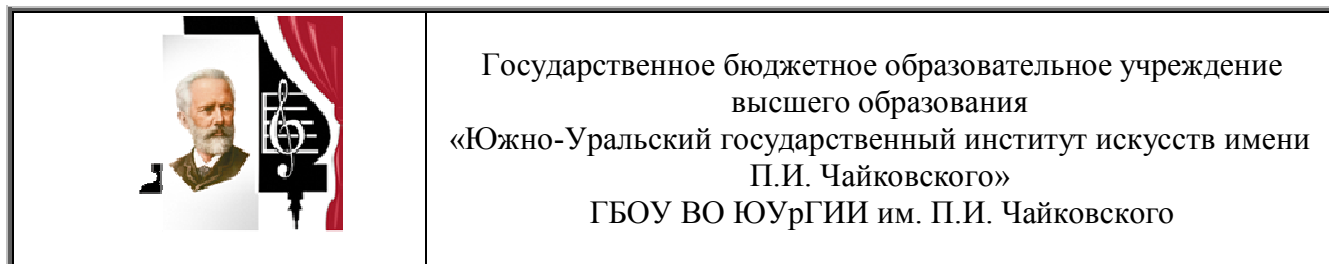 Государственное бюджетное образовательное учреждение
высшего образования
«Южно-Уральский государственный институт искусств имени
П.И. Чайковского»
ГБОУ ВО ЮУрГИИ им. П.И. Чайковского